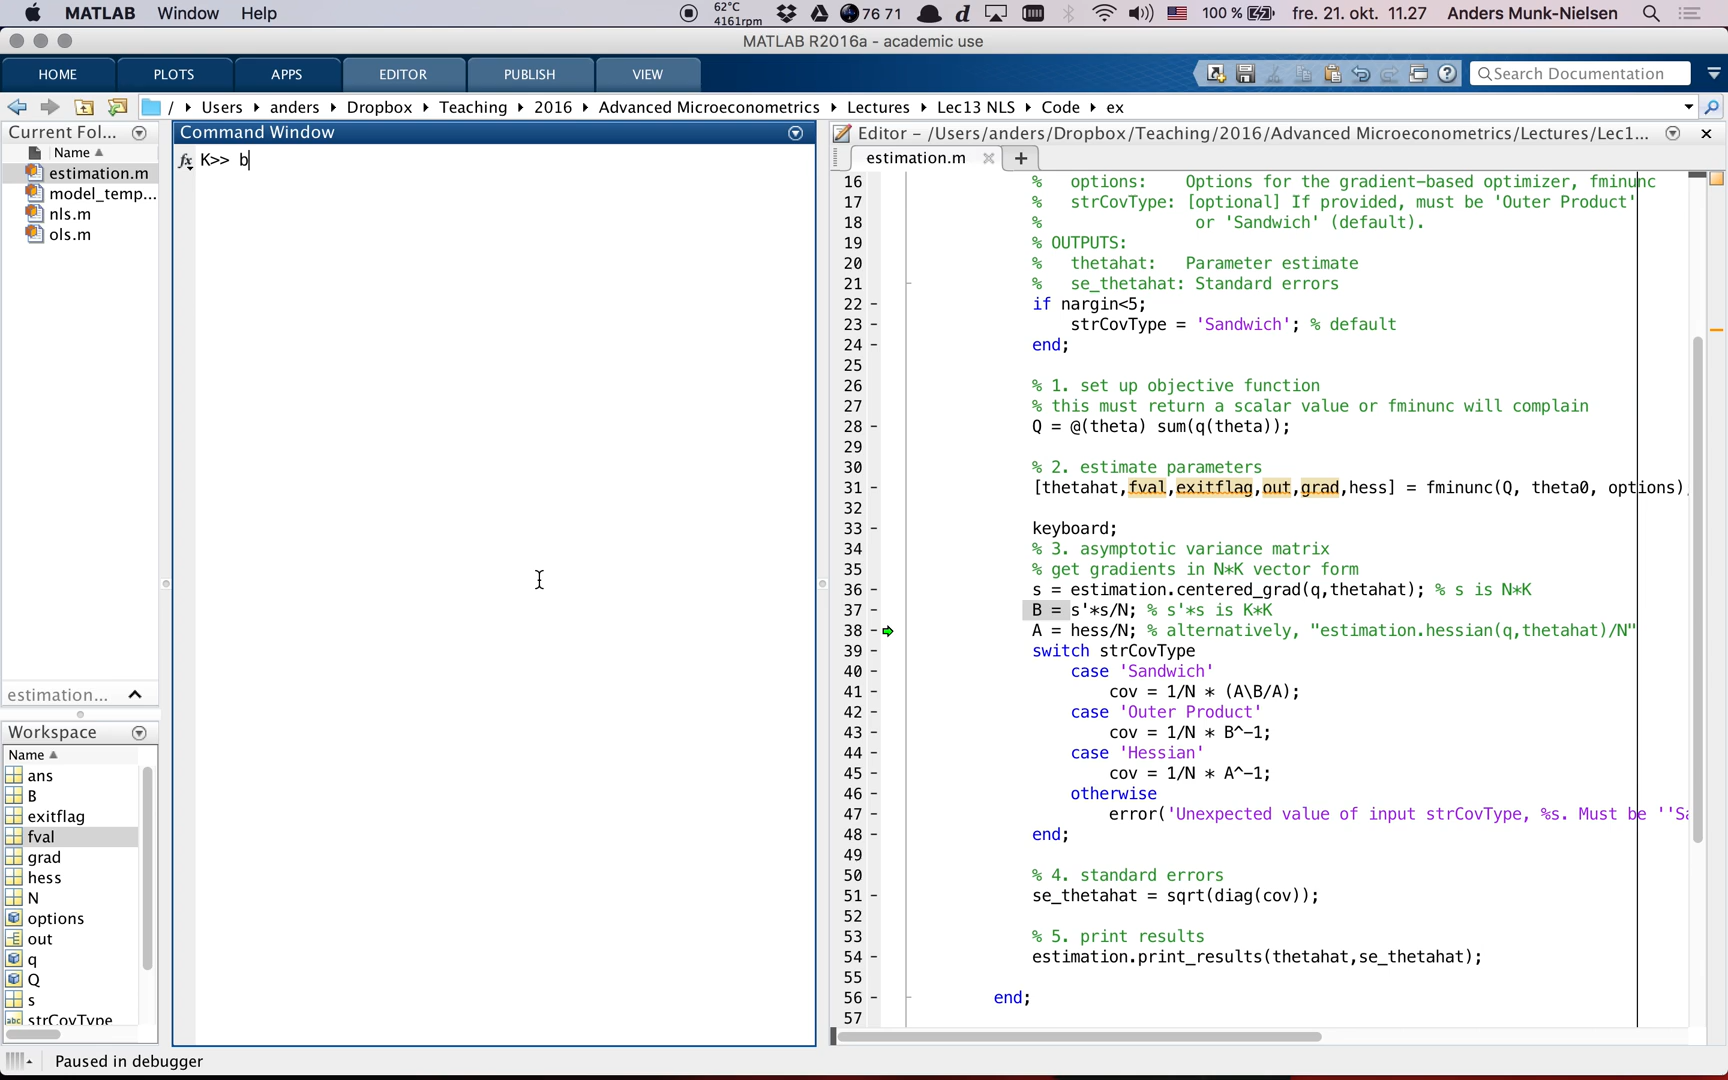 MATLAB Window Help 62°C 4161rpm 76 71 d 100 % fre. 21. okt. 11.27 Anders Munk-Nielsen
MATLAB R2016a - academic use
HOME PLOTS APPS EDITOR PUBLISH VIEW Search Documentation
/ Users anders Dropbox Teaching 2016 Advanced Microeconometrics Lectures Lec13 NLS Code ex
Current Fol...
Name
estimation.m
model_temp...
nls.m
ols.m
estimation...
Workspace
Name
ans
B
exitflag
fval
grad
hess
N
options
out
q
Q
s
strCovType
Command Window
fx K>> b
Editor - /Users/anders/Dropbox/Teaching/2016/Advanced Microeconometrics/Lectures/Lec1...
estimation.m
16 % options: Options for the gradient-based optimizer, fminunc
17 % strCovType: [optional] If provided, must be 'Outer Product'
18 % or 'Sandwich' (default).
19 % OUTPUTS:
20 % thetahat: Parameter estimate
21 % se_thetahat: Standard errors
22 - if nargin<5;
23 - strCovType = 'Sandwich'; % default
24 - end;
25
26 % 1. set up objective function
27 % this must return a scalar value or fminunc will complain
28 - Q = @(theta) sum(q(theta));
29
30 % 2. estimate parameters
31 - [thetahat,fval,exitflag,out,grad,hess] = fminunc(Q, theta0, options)
32
33 - keyboard;
34 % 3. asymptotic variance matrix
35 % get gradients in N*K vector form
36 - s = estimation.centered_grad(q,thetahat); % s is N*K
37 - B = s'*s/N; % s'*s is K*K
38 - A = hess/N; % alternatively, "estimation.hessian(q,thetahat)/N"
39 - switch strCovType
40 - case 'Sandwich'
41 - cov = 1/N * (A\B/A);
42 - case 'Outer Product'
43 - cov = 1/N * B^-1;
44 - case 'Hessian'
45 - cov = 1/N * A^-1;
46 - otherwise
47 - error('Unexpected value of input strCovType, %s. Must be ''Sa
48 - end;
49
50 % 4. standard errors
51 - se_thetahat = sqrt(diag(cov));
52
53 % 5. print results
54 - estimation.print_results(thetahat,se_thetahat);
55
56 - end;
57
Paused in debugger